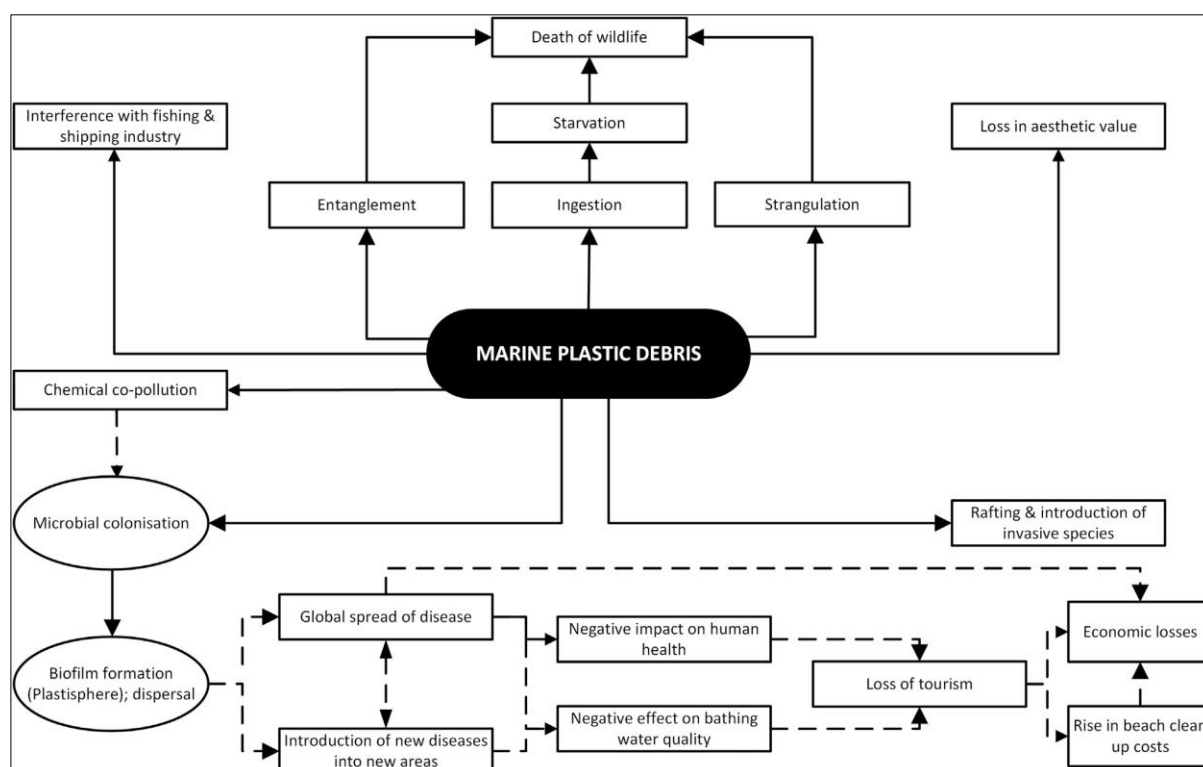 Death of wildlife
Interference with fishing &
shipping industry
Starvation
Loss in aesthetic value
Entanglement
Ingestion
Strangulation
MARINE PLASTIC DEBRIS
Chemical co-pollution
Microbial colonisation
Rafting & introduction of
invasive species
Global spread of disease
Negative impact on human
health
Economic losses
Biofilm formation
(Plastisphere); dispersal
Loss of tourism
Introduction of new diseases
into new areas
Negative effect on bathing
water quality
Rise in beach clean
up costs